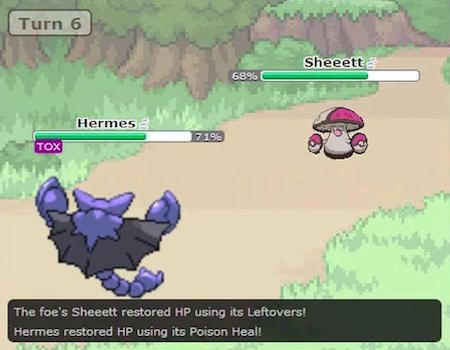 Turn 6
Sheeett
68%
Hermes
71%
TOX
The foe's Sheeett restored HP using its Leftovers!
Hermes restored HP using its Poison Heal!